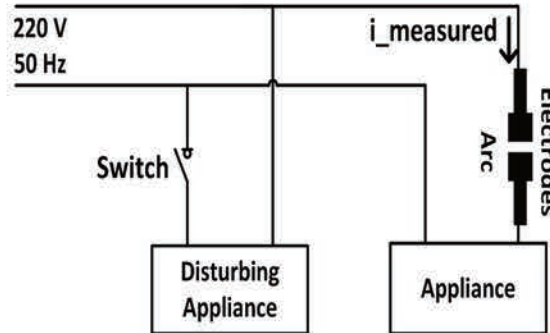 220 V
50 Hz
i_measured
Electrodes
Arc
Switch
Disturbing
Appliance
Appliance